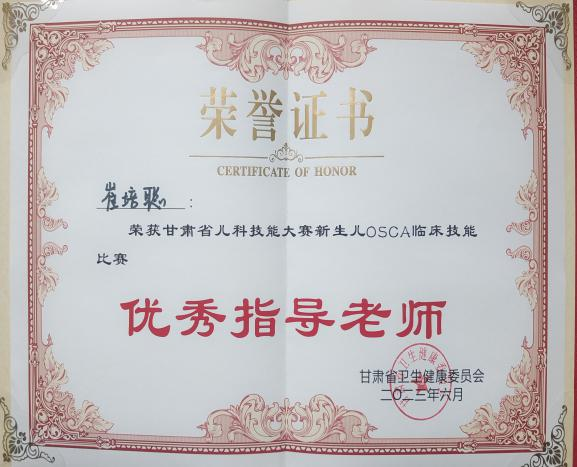 荣誉证书
CERTIFICATE OF HONOR
崔培聪：
荣获甘肃省儿科技能大赛新生儿OSCA临床技能
比赛
优秀指导老师
甘肃省卫生健康委员会
二〇二三年六月